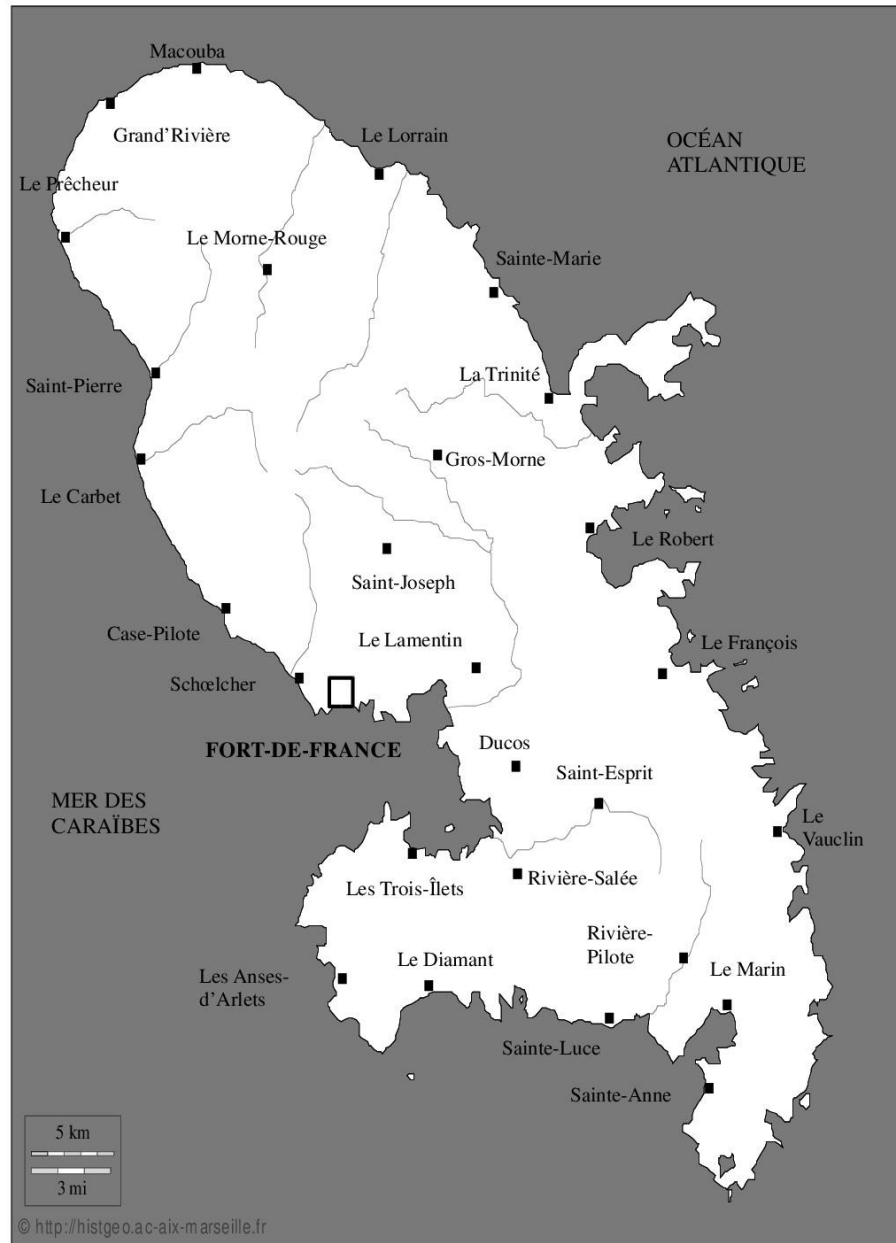 Macouba
Grand'Rivière
Le Lorrain
OCÉAN
ATLANTIQUE
Le Prêcheur
Le Morne-Rouge
Sainte-Marie
La Trinité
Saint-Pierre
Gros-Morne
Le Carbet
Le Robert
Saint-Joseph
Case-Pilote
Le Lamentin
Le François
Schœlcher
FORT-DE-FRANCE
Ducos
Saint-Esprit
MER DES
CARAÏBES
Le
Vauclin
Les Trois-Îlets
Rivière-Salée
Rivière-
Pilote
Le Diamant
Les Anses-
d'Arlets
Le Marin
Sainte-Luce
Sainte-Anne
5 km
3 mi
© http://histgeo.ac-aix-marseille.fr